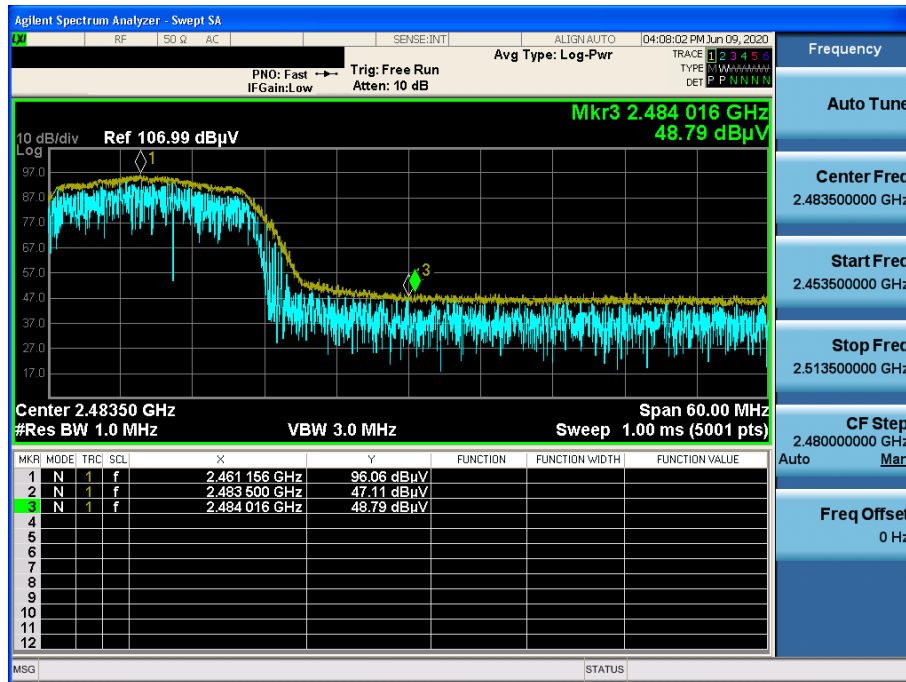 Agilent Spectrum Analyzer - Swept SA
LXI RF 50 Ω AC SENSE:INT ALIGN AUTO 04:08:02 PM Jun 09, 2020
Avg Type: Log-Pwr TRACE 1 2 3 4 5 6
PNO: Fast Trig: Free Run TYPE M W W W W W
IFGain:Low Atten: 10 dB DET P P N N N N
Mkr3 2.484 016 GHz
48.79 dBµV
10 dB/div Ref 106.99 dBµV
Log
97.0
87.0
77.0
67.0
57.0
47.0
37.0
27.0
17.0
1
3
Center 2.48350 GHz Span 60.00 MHz
#Res BW 1.0 MHz VBW 3.0 MHz Sweep 1.00 ms (5001 pts)
MKR MODE TRC SCL X Y FUNCTION FUNCTION WIDTH FUNCTION VALUE
1 N 1 f 2.461 156 GHz 96.06 dBµV
2 N 1 f 2.483 500 GHz 47.11 dBµV
3 N 1 f 2.484 016 GHz 48.79 dBµV
4
5
6
7
8
9
10
11
12
MSG STATUS
Frequency
Auto Tune
Center Freq
2.483500000 GHz
Start Freq
2.453500000 GHz
Stop Freq
2.513500000 GHz
CF Step
2.480000000 GHz
Auto Man
Freq Offset
0 Hz